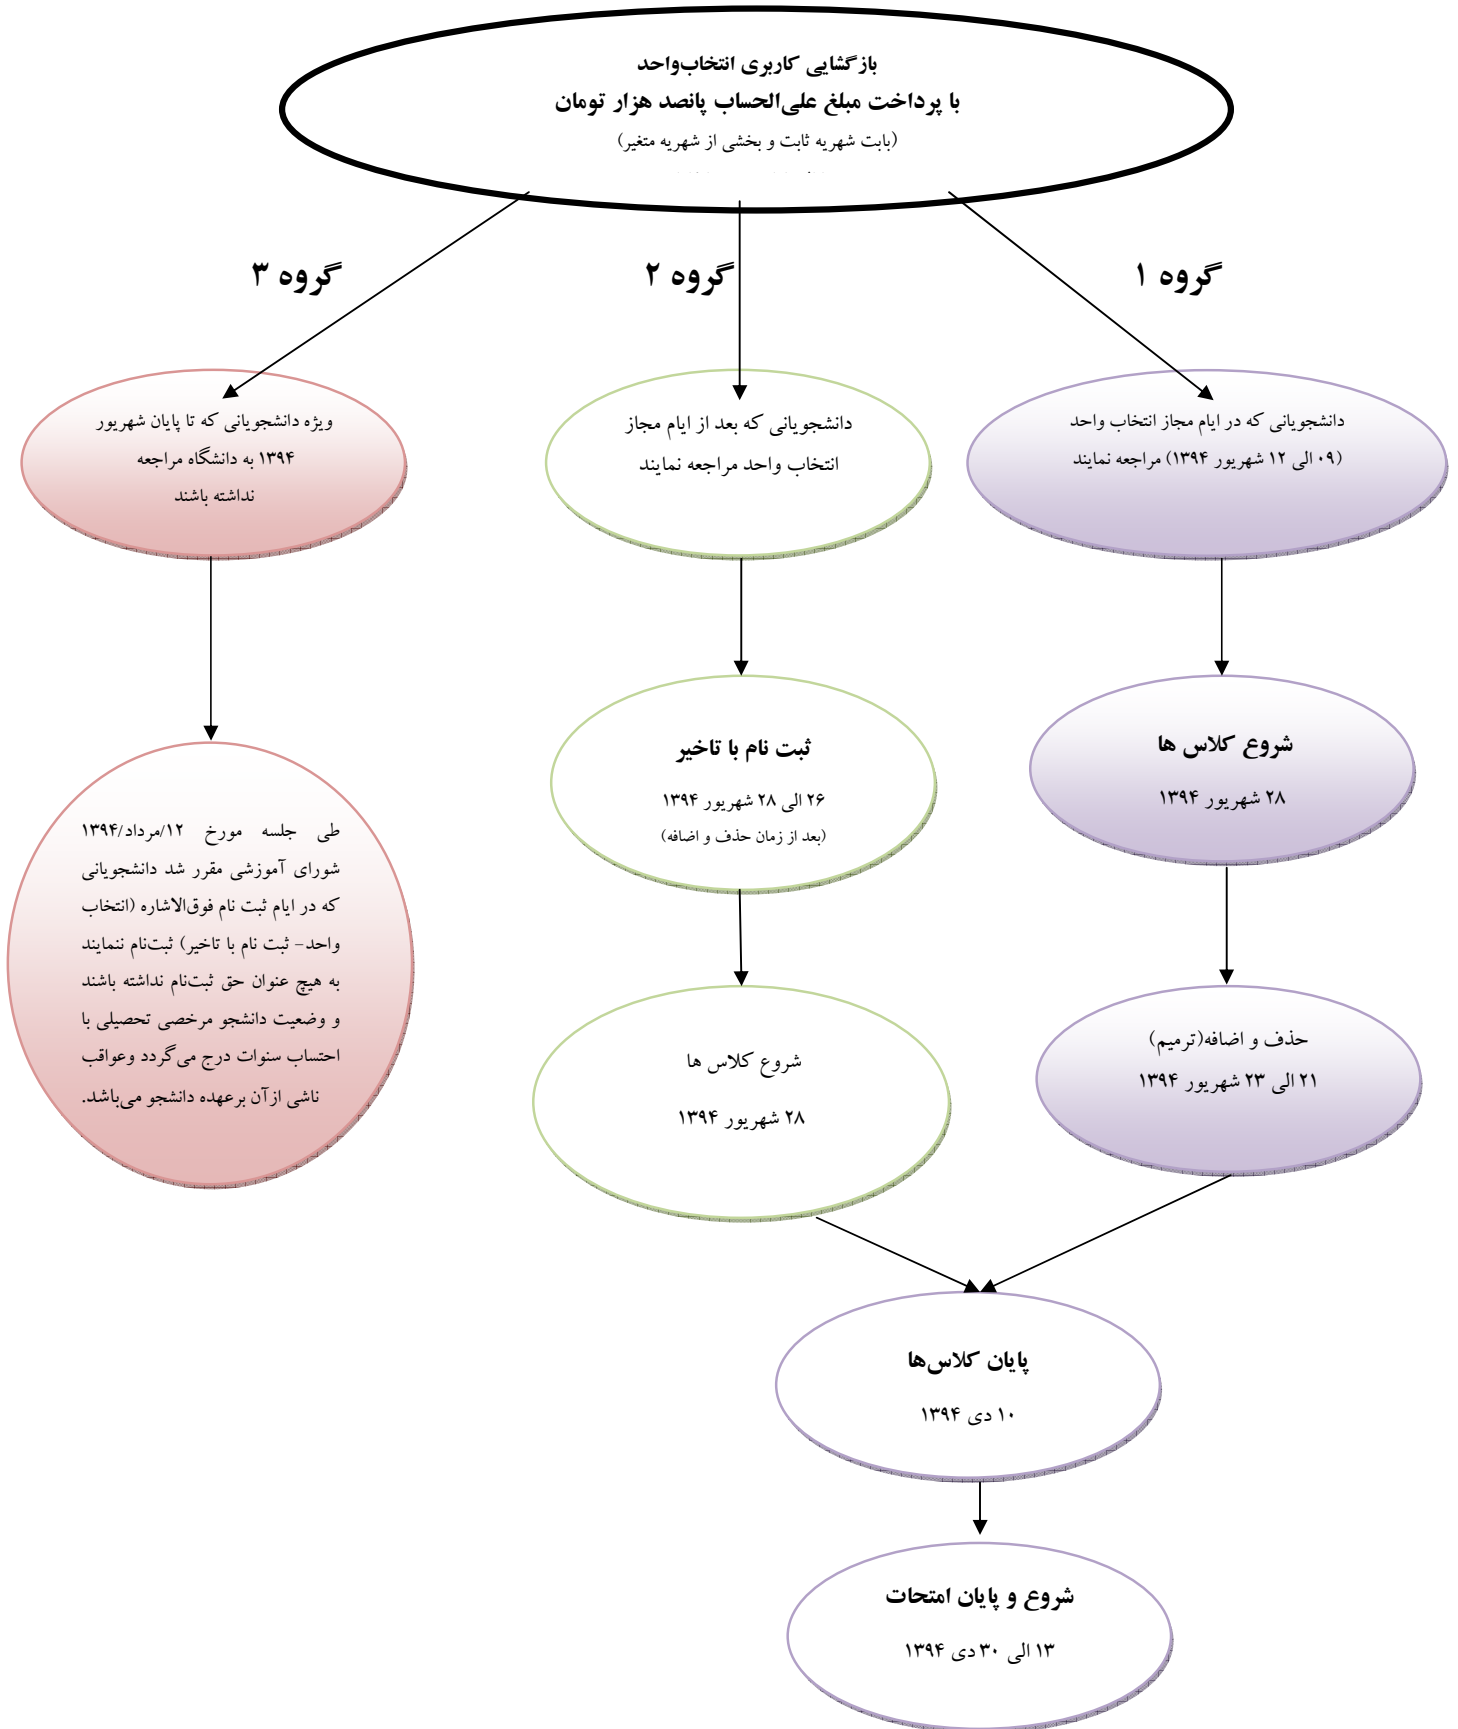 بازگشایی کاربری انتخاب‌واحد
با پرداخت مبلغ علی‌الحساب پانصد هزار تومان
(بابت شهریه ثابت و بخشی از شهریه متغیر)
گروه ۱
گروه ۲
گروه ۳
دانشجویانی که در ایام مجاز انتخاب واحد
(۰۹ الی ۱۲ شهریور ۱۳۹۴) مراجعه نمایند
دانشجویانی که بعد از ایام مجاز
انتخاب واحد مراجعه نمایند
ویژه دانشجویانی که تا پایان شهریور
۱۳۹۴ به دانشگاه مراجعه
نداشته باشند
شروع کلاس ها
۲۸ شهریور ۱۳۹۴
ثبت نام با تاخیر
۲۶ الی ۲۸ شهریور ۱۳۹۴
(بعد از زمان حذف و اضافه)
طی جلسه مورخ ۱۲/مرداد/۱۳۹۴
شورای آموزشی مقرر شد دانشجویانی
که در ایام ثبت نام فوق‌الاشاره (انتخاب
واحد- ثبت نام با تاخیر) ثبت‌نام ننمایند
به هیچ عنوان حق ثبت‌نام نداشته باشند
و وضعیت دانشجو مرخصی تحصیلی با
احتساب سنوات درج می‌گردد وعواقب
ناشی ازآن برعهده دانشجو می‌باشد.
حذف و اضافه(ترمیم)
۲۱ الی ۲۳ شهریور ۱۳۹۴
شروع کلاس ها
۲۸ شهریور ۱۳۹۴
پایان کلاس‌ها
۱۰ دی ۱۳۹۴
شروع و پایان امتحات
۱۳ الی ۳۰ دی ۱۳۹۴